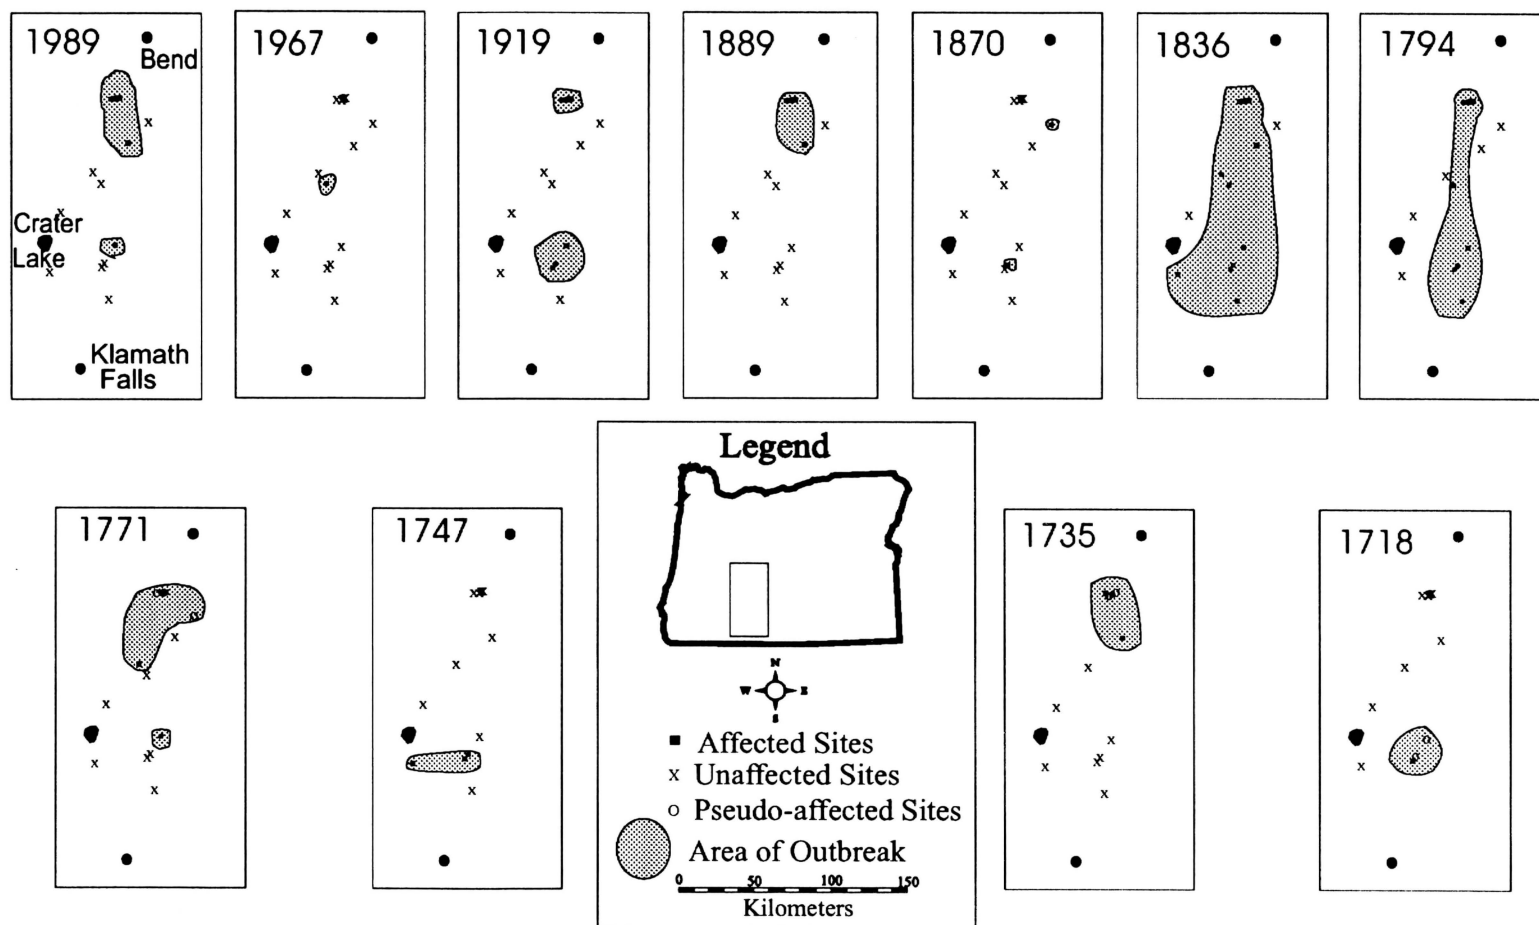 1989
Bend
Crater
Lake
Klamath
Falls
1967
1919
1889
1870
1836
1794
1771
1747
Legend
N
W E
S
■ Affected Sites
x Unaffected Sites
o Pseudo-affected Sites
Area of Outbreak
0 50 100 150
Kilometers
1735
1718